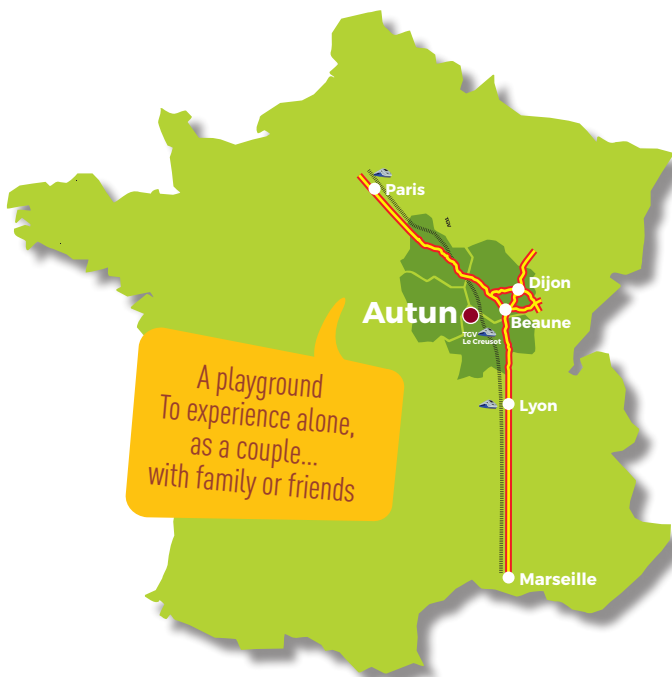 Paris
TGV
Dijon
Autun
Beaune
TGV
Le Creusot
A playground
To experience alone,
as a couple...
with family or friends
Lyon
Marseille